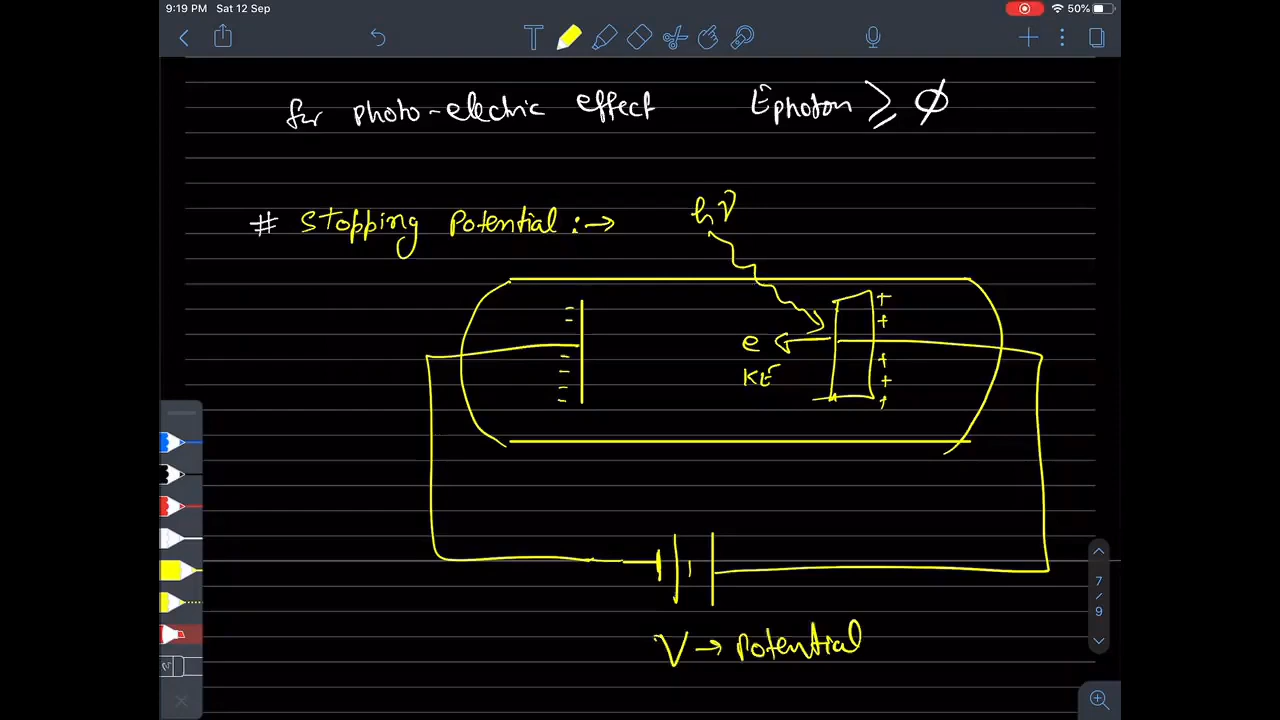 9:19 PM Sat 12 Sep 50%
for photo-electric effect Ephoton ≥ Φ
# Stopping Potential :→
hν
e
KE
V → Potential
7
/
9